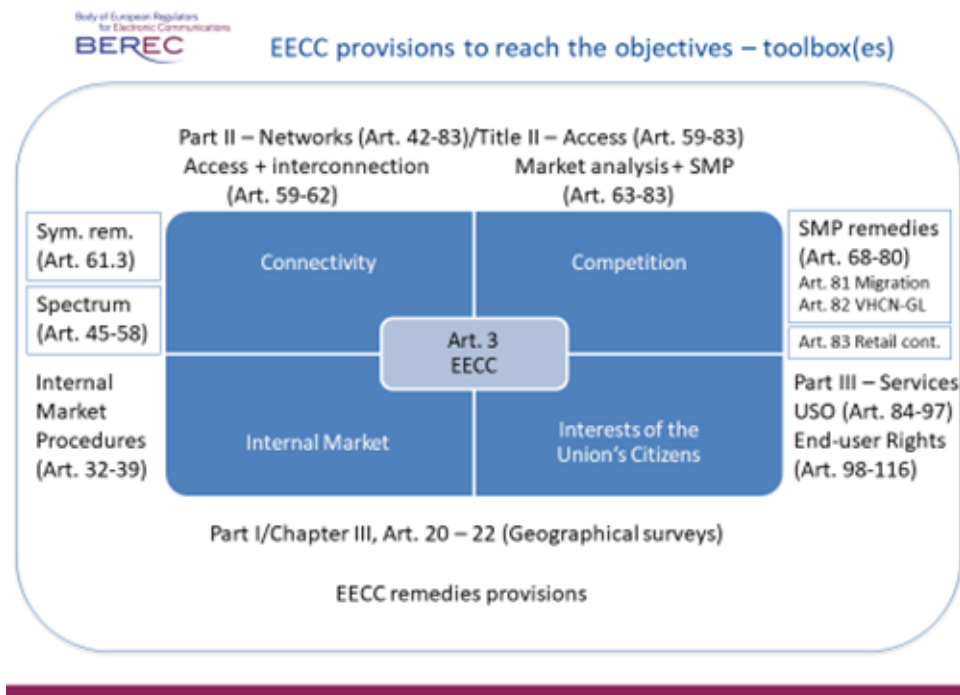 Body of European Regulators
for Electronic Communications
BEREC
EECC provisions to reach the objectives – toolbox(es)
Part II – Networks (Art. 42-83)/Title II – Access (Art. 59-83)
Access + interconnection
(Art. 59-62)
Market analysis + SMP
(Art. 63-83)
Sym. rem.
(Art. 61.3)
Spectrum
(Art. 45-58)
Internal
Market
Procedures
(Art. 32-39)
Connectivity
Competition
Art. 3
EECC
Internal Market
Interests of the
Union's Citizens
SMP remedies
(Art. 68-80)
Art. 81 Migration
Art. 82 VHCN-GL
Art. 83 Retail cont.
Part III – Services
USO (Art. 84-97)
End-user Rights
(Art. 98-116)
Part I/Chapter III, Art. 20 – 22 (Geographical surveys)
EECC remedies provisions